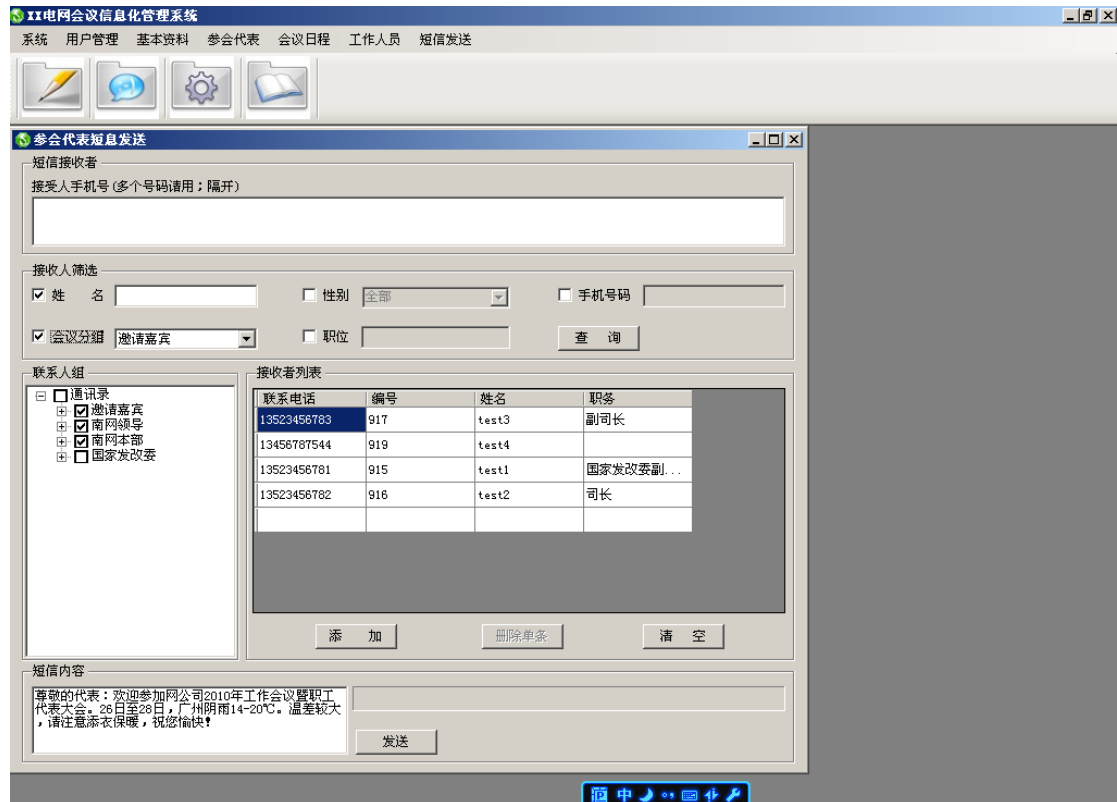 XX电网会议信息化管理系统
系统 用户管理 基本资料 参会代表 会议日程 工作人员 短信发送
参会代表短息发送
短信接收者
接受人手机号(多个号码请用；隔开)
接收人筛选
姓 名 性别 全部 手机号码
会议分组 邀请嘉宾 职位 查 询
联系人组
通讯录
邀请嘉宾
南网领导
南网本部
国家发改委
接收者列表
联系电话 编号 姓名 职务
13523456783 917 test3 副司长
13456787544 919 test4
13523456781 915 test1 国家发改委副...
13523456782 916 test2 司长
添 加 删除单条 清 空
短信内容
尊敬的代表：欢迎参加网公司2010年工作会议暨职工
代表大会。26日至28日，广州阴雨14-20℃。温差较大
，请注意添衣保暖，祝您愉快！
发送
范 中